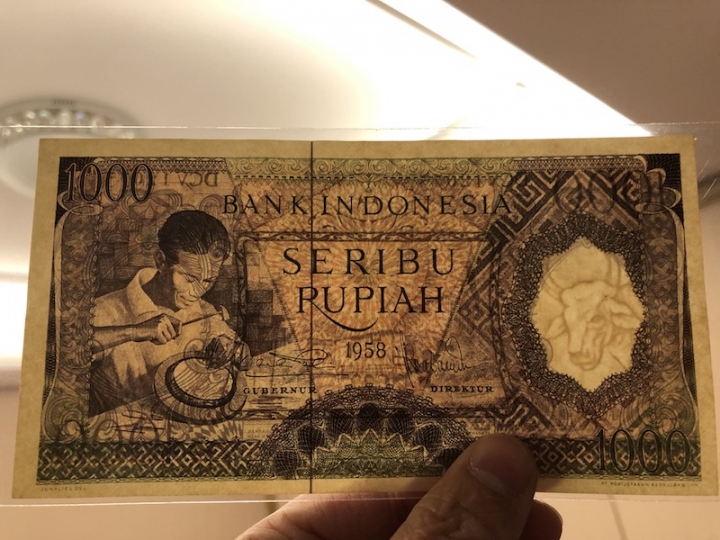 1000
BANK INDONESIA
SERIBU
RUPIAH
1958
GUBERNUR DIREKTUR
1000